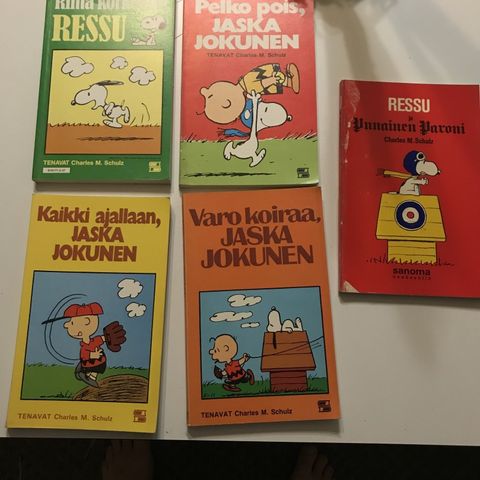 RESSU
TENAVAT Charles M. Schulz
Pelko pois,
JASKA
JOKUNEN
TENAVAT Charles M. Schulz
RESSU
ja
Punainen Paroni
Charles M. Schulz
sanoma
Kaikki ajallaan,
JASKA
JOKUNEN
TENAVAT Charles M. Schulz
Varo koiraa,
JASKA
JOKUNEN
TENAVAT Charles M. Schulz